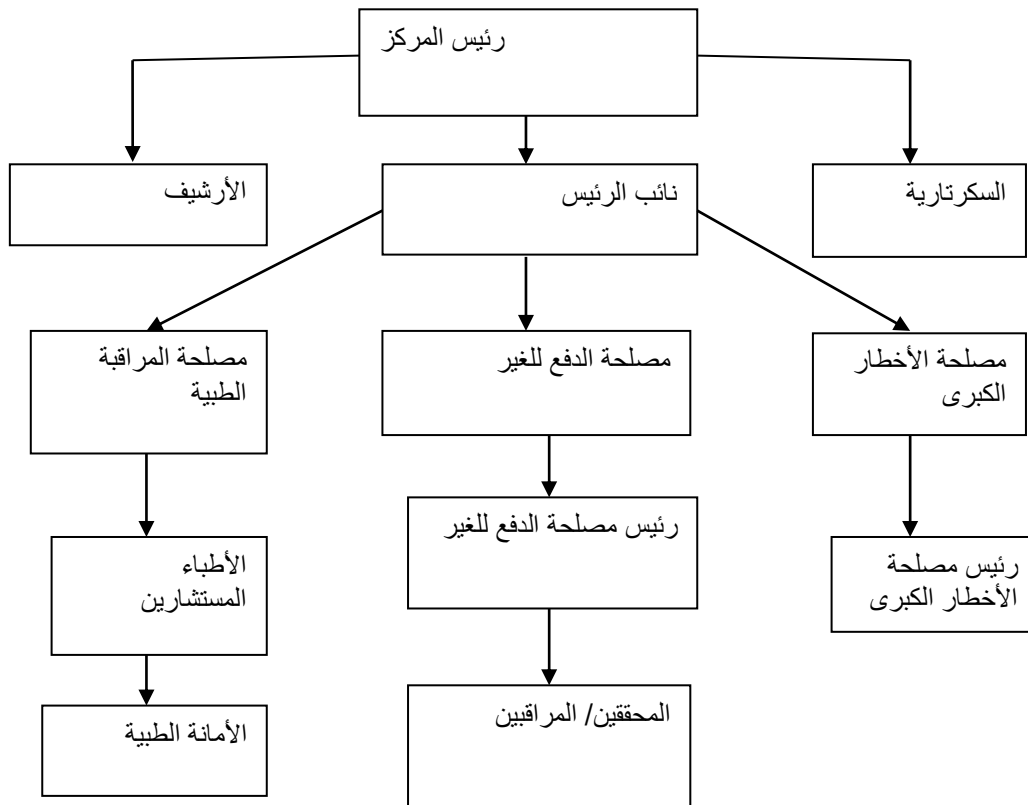 رئيس المركز
السكرتارية
نائب الرئيس
الأرشيف
مصلحة الأخطار
الكبرى
مصلحة الدفع للغير
مصلحة المراقبة
الطبية
رئيس مصلحة
الأخطار الكبرى
رئيس مصلحة الدفع للغير
الأطباء
المستشارين
المحققين/ المراقبين
الأمانة الطبية